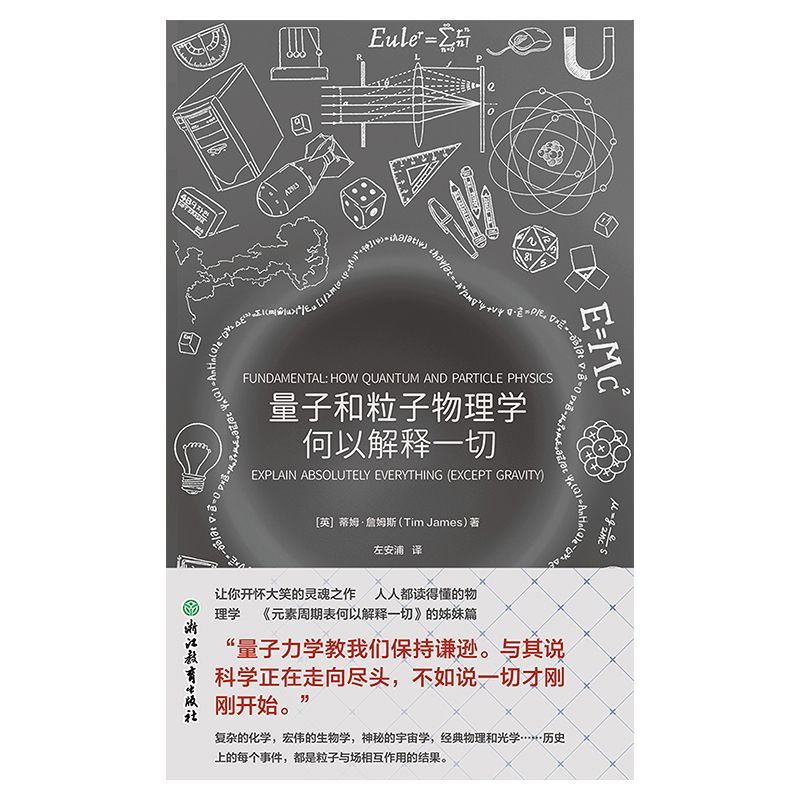 Euleʳ=∑ rⁿ/n!
n=0
R
L
P
Q
O
A2913
E=MC²
FUNDAMENTAL: HOW QUANTUM AND PARTICLE PHYSICS
量子和粒子物理学
何以解释一切
EXPLAIN ABSOLUTELY EVERYTHING (EXCEPT GRAVITY)
[英] 蒂姆·詹姆斯 (Tim James) 著
左安浦 译
让你开怀大笑的灵魂之作 人人都读得懂的物
理学 《元素周期表何以解释一切》的姊妹篇
“量子力学教我们保持谦逊。与其说
科学正在走向尽头，不如说一切才刚
刚开始。”
复杂的化学，宏伟的生物学，神秘的宇宙学，经典物理和光学……历史
上的每个事件，都是粒子与场相互作用的结果。
浙江教育出版社